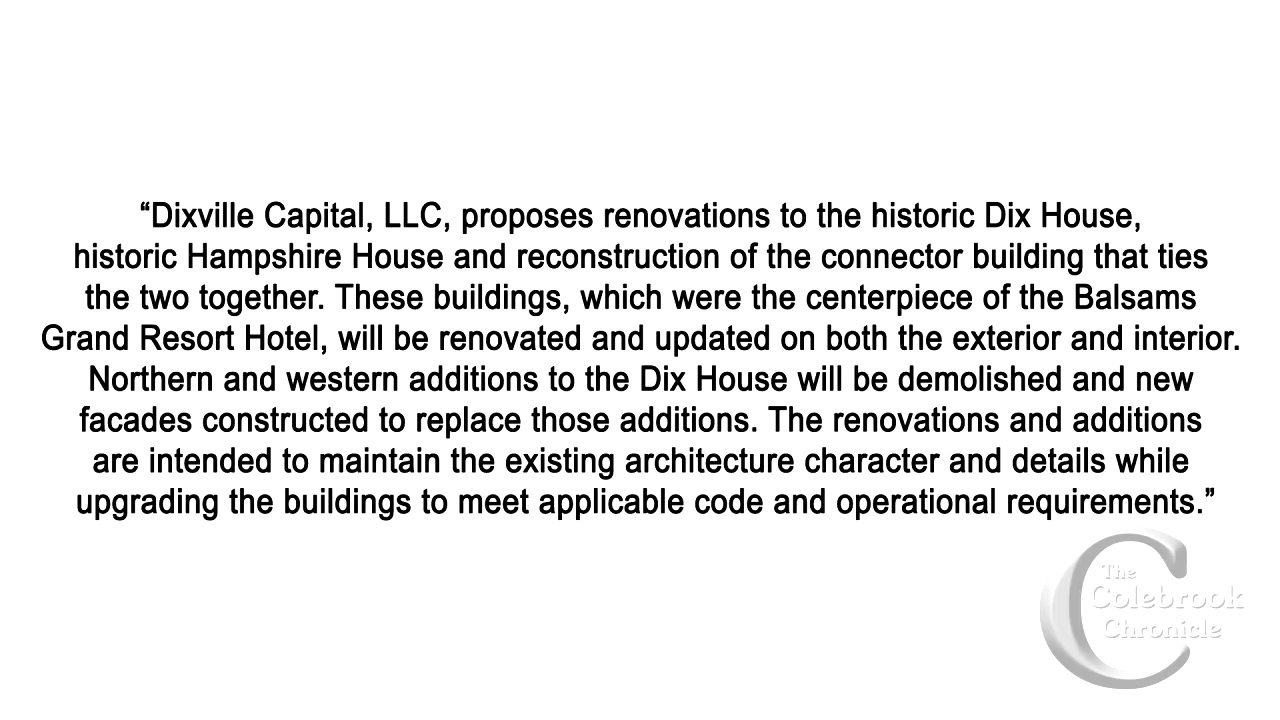 “Dixville Capital, LLC, proposes renovations to the historic Dix House,
historic Hampshire House and reconstruction of the connector building that ties
the two together. These buildings, which were the centerpiece of the Balsams
Grand Resort Hotel, will be renovated and updated on both the exterior and interior.
Northern and western additions to the Dix House will be demolished and new
facades constructed to replace those additions. The renovations and additions
are intended to maintain the existing architecture character and details while
upgrading the buildings to meet applicable code and operational requirements.”
The
Colebrook
Chronicle
C